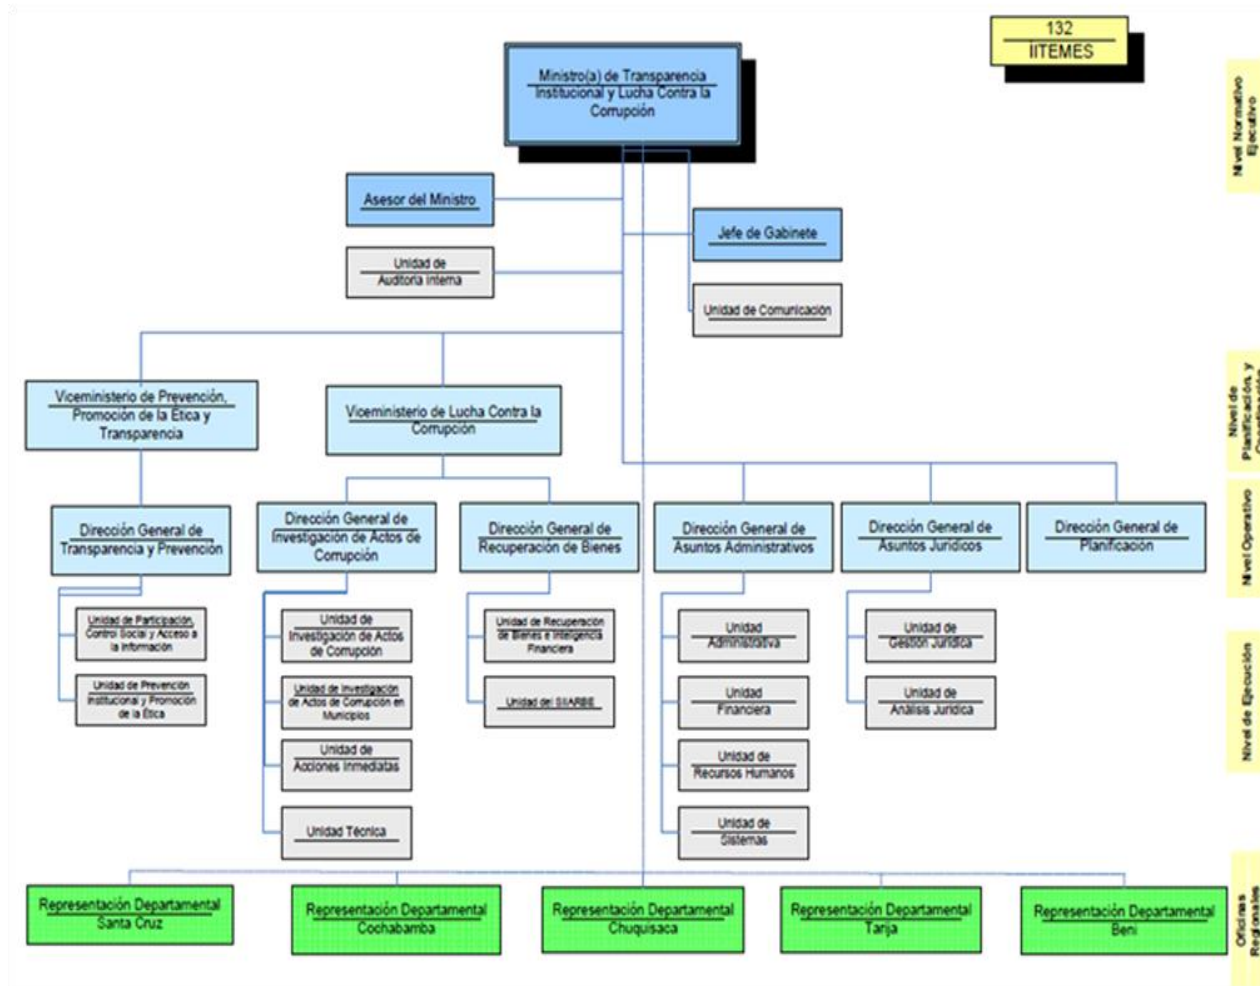 132
IITEMES
Ministro(a) de Transparencia
Institucional y Lucha Contra la
Corrupción
Nivel Normativo
Ejecutivo
Asesor del Ministro
Jefe de Gabinete
Unidad de
Auditoría Interna
Unidad de Comunicación
Viceministerio de Prevención,
Promoción de la Ética y
Transparencia
Viceministerio de Lucha Contra la
Corrupción
Nivel de
Planificación, y
Dirección General de
Transparencia y Prevención
Dirección General de
Investigación de Actos de
Corrupción
Dirección General de
Recuperación de Bienes
Dirección General de
Asuntos Administrativos
Dirección General de
Asuntos Jurídicos
Dirección General de
Planificación
Nivel Operativo
Unidad de Participación,
Control Social y Acceso a
la Información
Unidad de Prevención
Institucional y Promoción
de la Ética
Unidad de
Investigación de Actos
de Corrupción
Unidad de Investigación
de Actos de Corrupción en
Municipios
Unidad de
Acciones Inmediatas
Unidad Técnica
Unidad de Recuperación
de Bienes e Inteligencia
Financiera
Unidad del
Unidad
Administrativa
Unidad
Financiera
Unidad de
Recursos Humanos
Unidad de
Sistemas
Unidad de
Gestión Jurídica
Unidad de
Análisis Jurídica
Nivel de Ejecución
Representación Departamental
Santa Cruz
Representación Departamental
Cochabamba
Representación Departamental
Chuquisaca
Representación Departamental
Tarija
Representación Departamental
Beni
Oficinas
Regionales